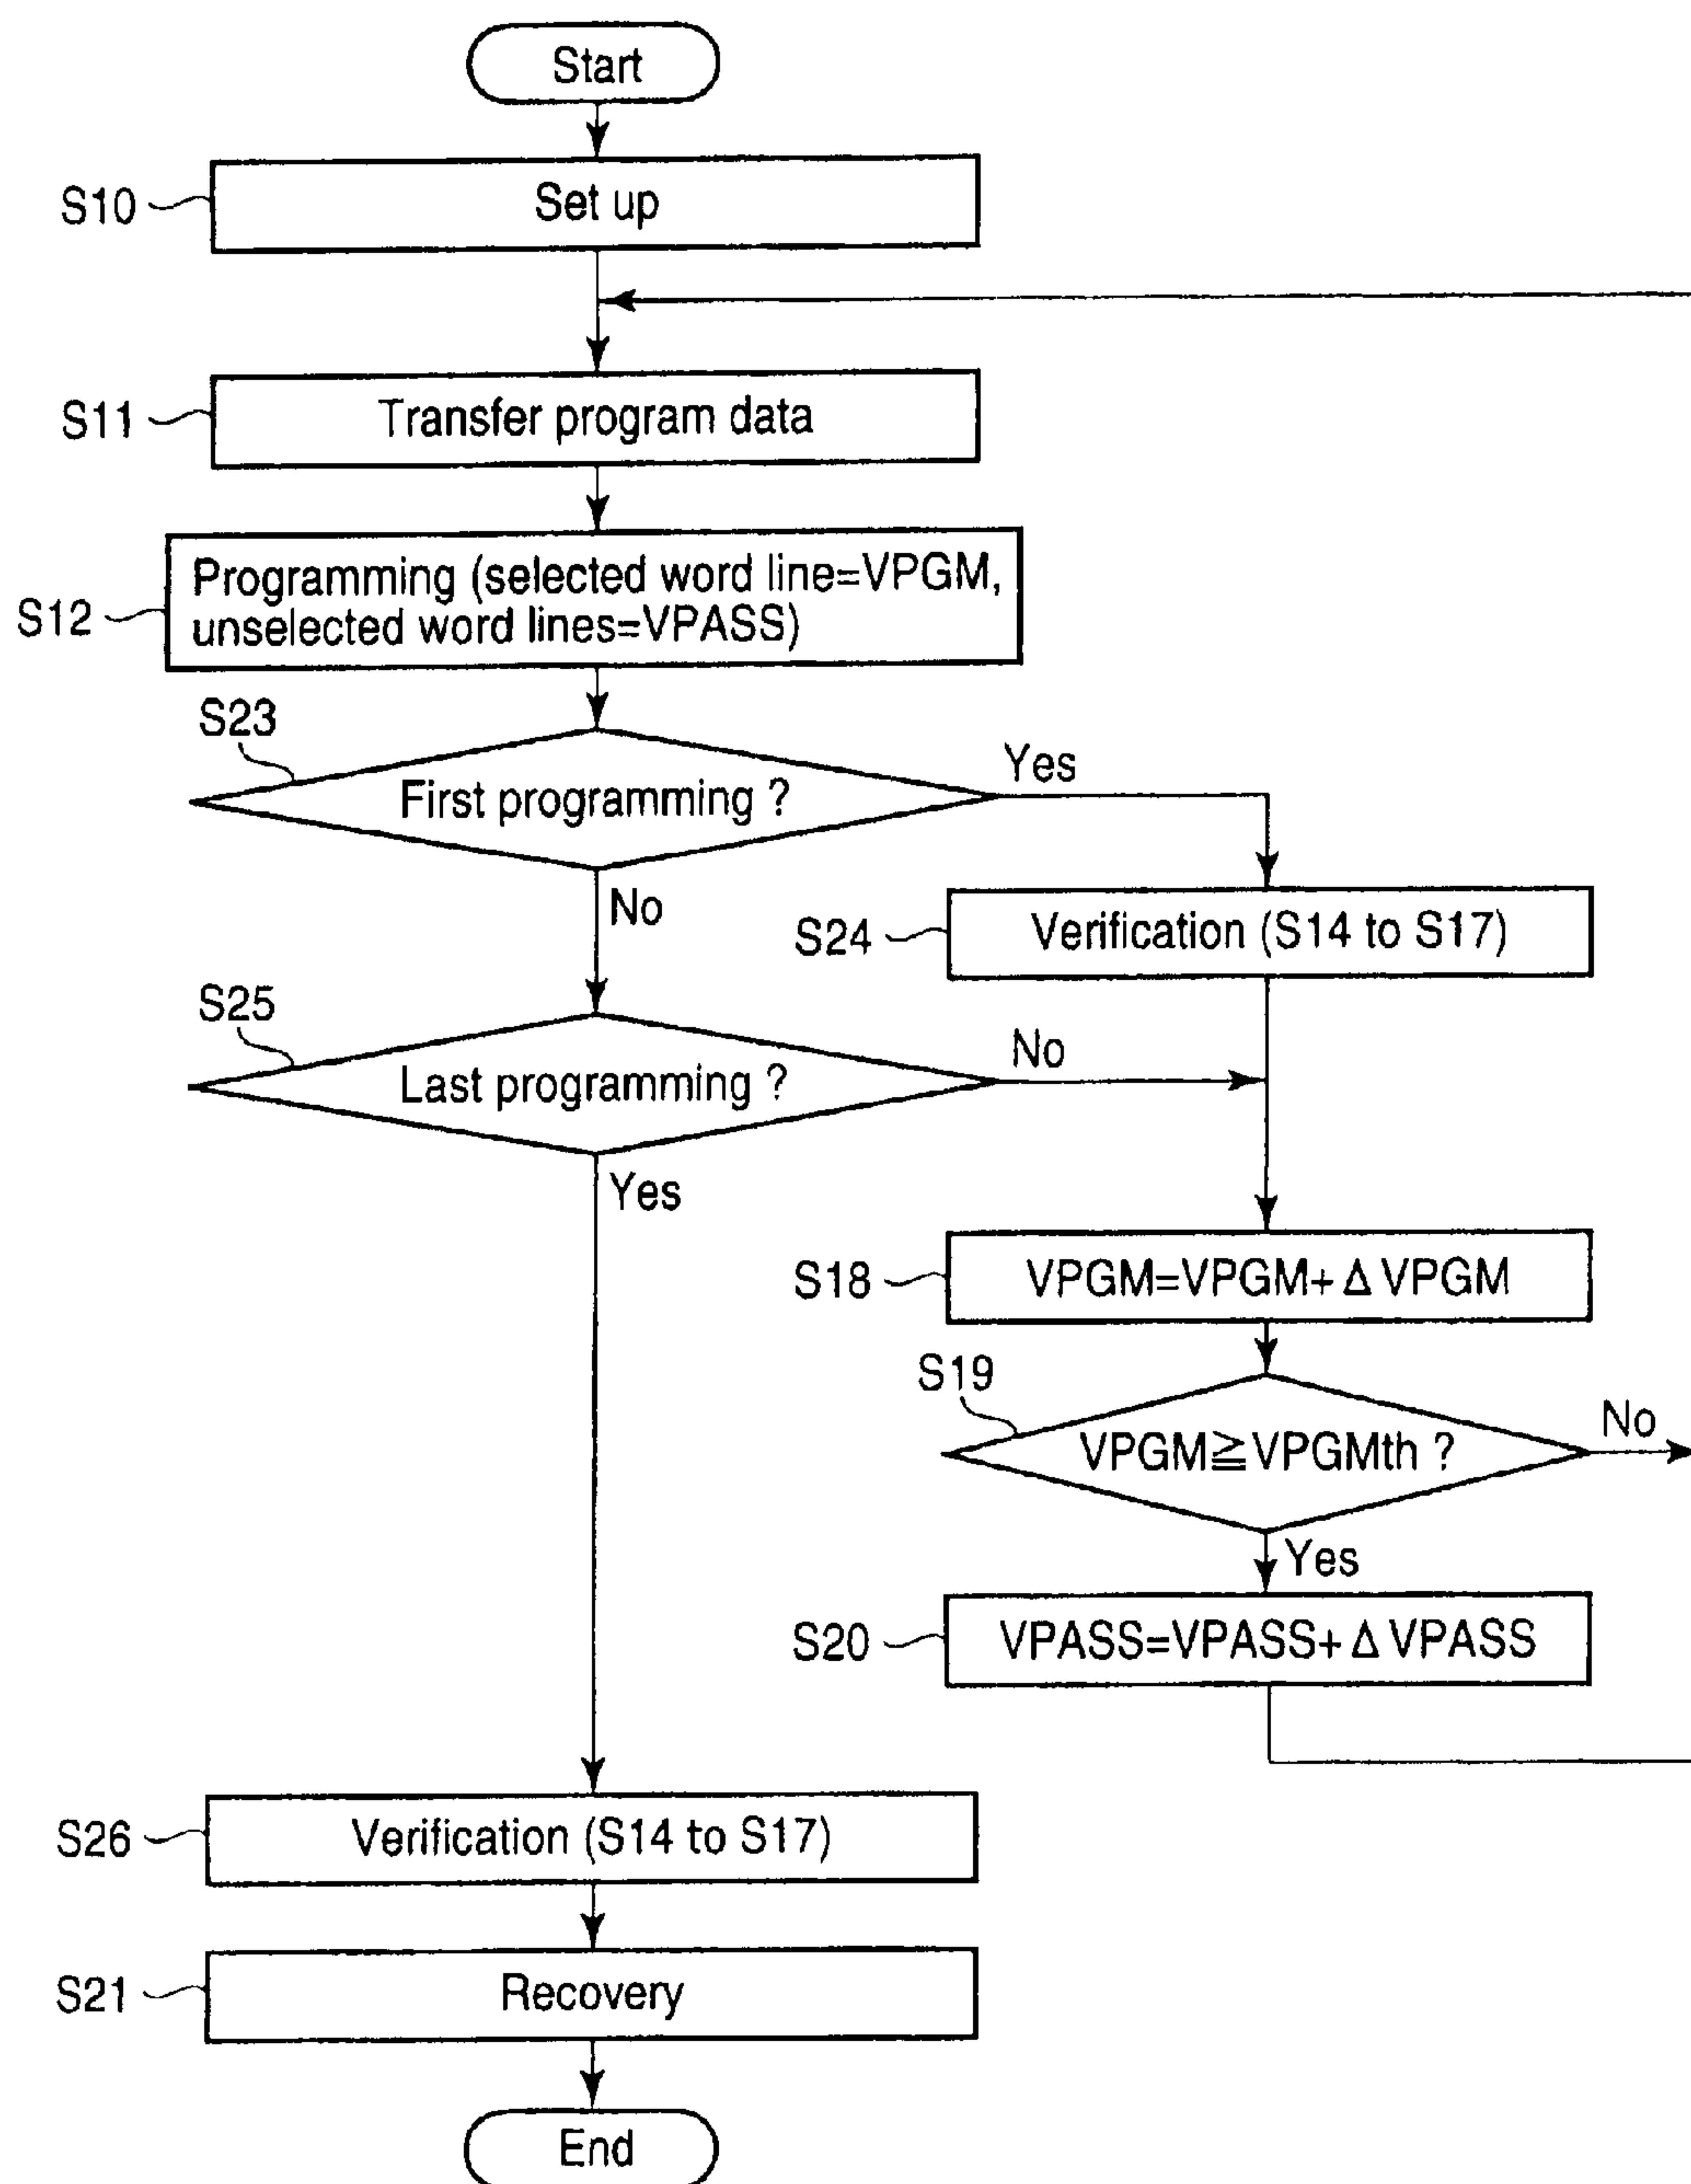 Start
S10
Set up
S11
Transfer program data
S12
Programming (selected word line=VPGM,
unselected word lines=VPASS)
S23
First programming ?
Yes
No
S24
Verification (S14 to S17)
S25
Last programming ?
No
Yes
S18
VPGM=VPGM+ Δ VPGM
S19
VPGM≧VPGMth ?
No
Yes
S20
VPASS=VPASS+ Δ VPASS
S26
Verification (S14 to S17)
S21
Recovery
End